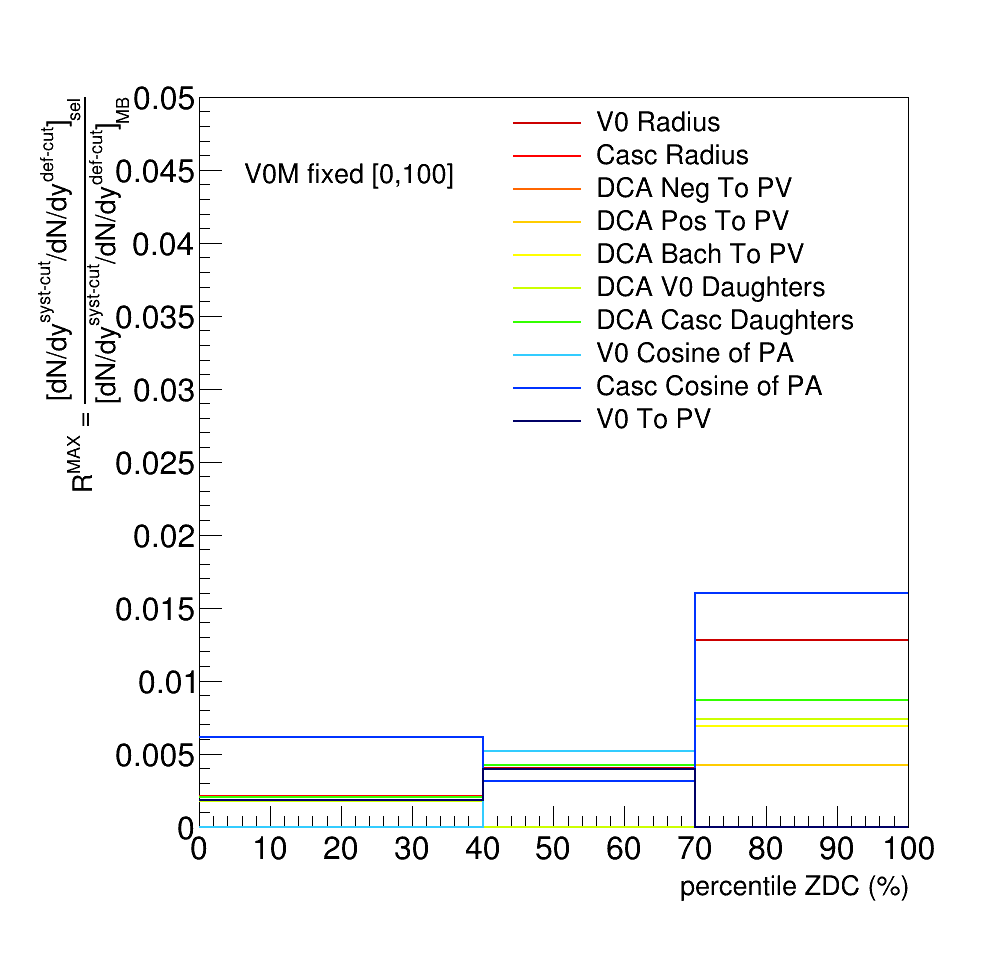 R^MAX = [dN/dy^syst-cut/dN/dy^def-cut]_sel
[dN/dy^syst-cut/dN/dy^def-cut]_MB
0.05
0.045
0.04
0.035
0.03
0.025
0.02
0.015
0.01
0.005
0
V0M fixed [0,100]
V0 Radius
Casc Radius
DCA Neg To PV
DCA Pos To PV
DCA Bach To PV
DCA V0 Daughters
DCA Casc Daughters
V0 Cosine of PA
Casc Cosine of PA
V0 To PV
0 10 20 30 40 50 60 70 80 90 100
percentile ZDC (%)